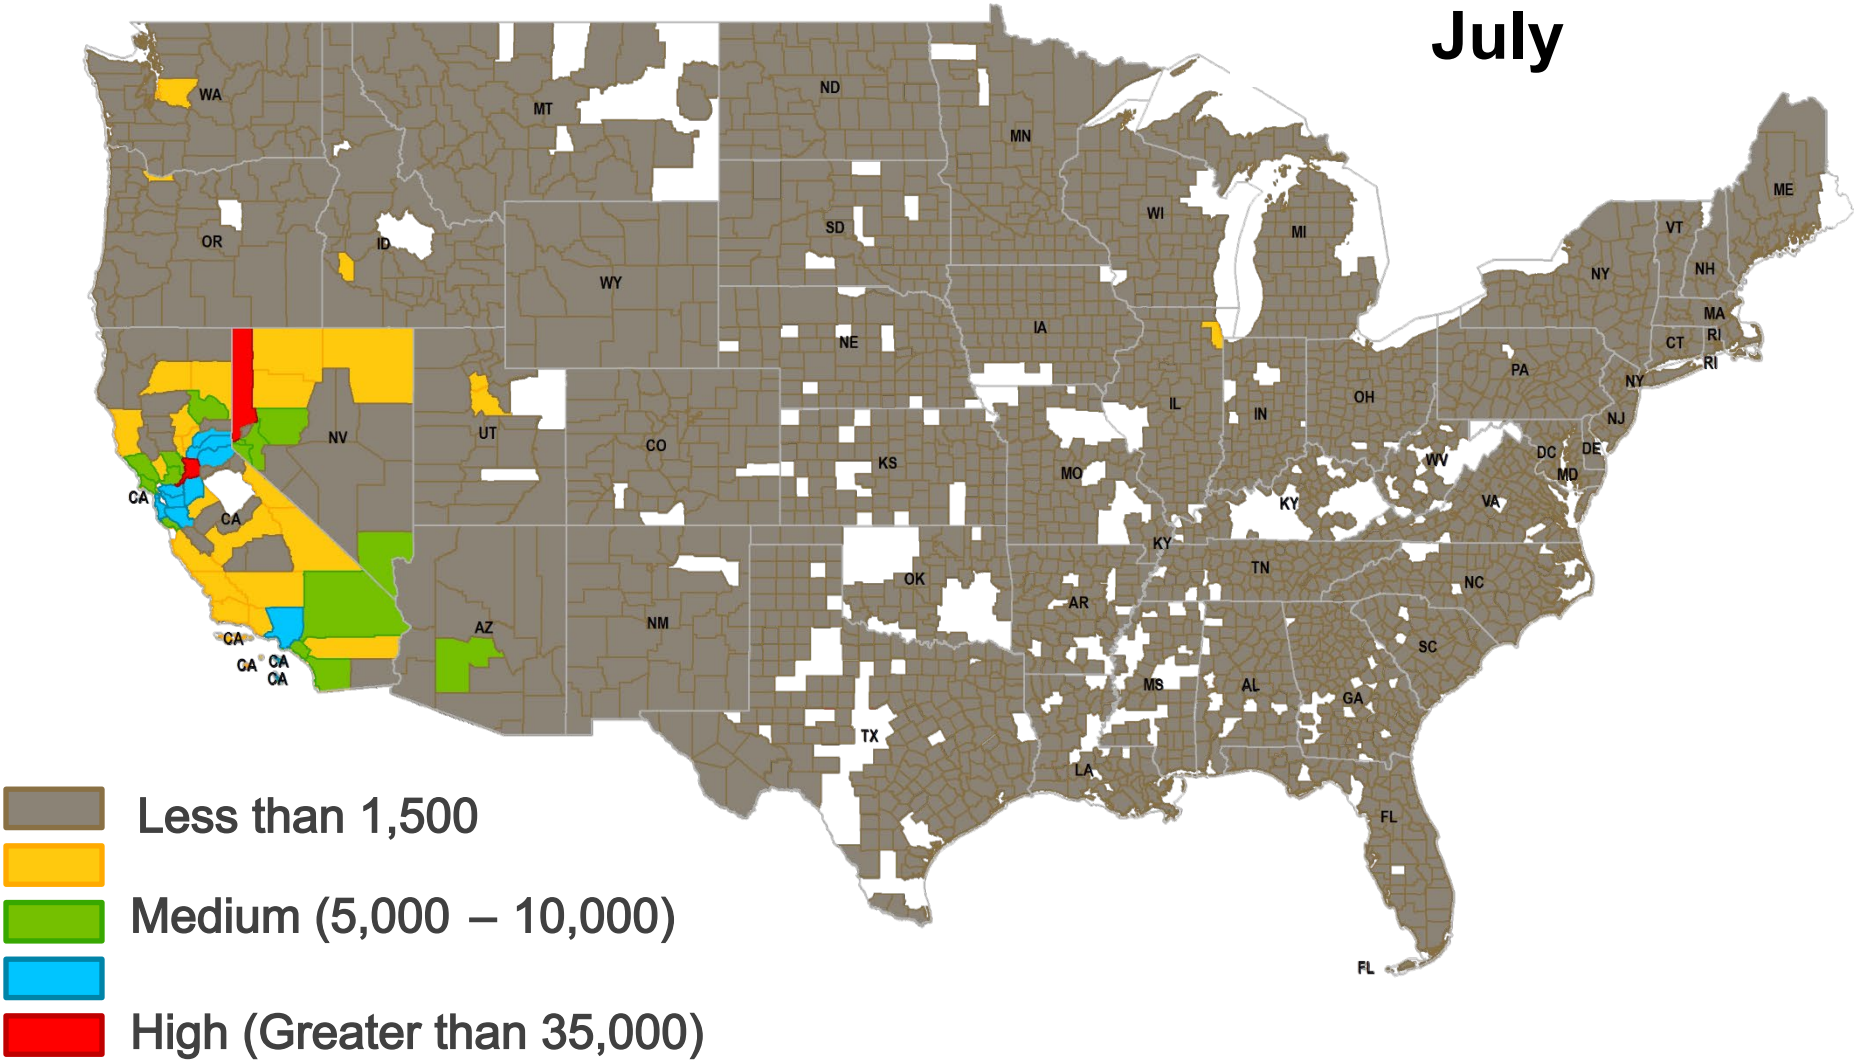 July
WA
MT
ND
MN
ME
OR
ID
SD
WI
MI
VT
NY
NH
WY
MA
IA
NE
RI
CT
RI
PA
NY
OH
IL
IN
NJ
NV
UT
CO
KS
MO
WV
DC
DE
MD
CA
CA
KY
VA
KY
OK
TN
NC
AR
NM
AZ
CA
CA
CA
CA
SC
MS
AL
GA
TX
LA
FL
FL
Less than 1,500
Medium (5,000 – 10,000)
High (Greater than 35,000)